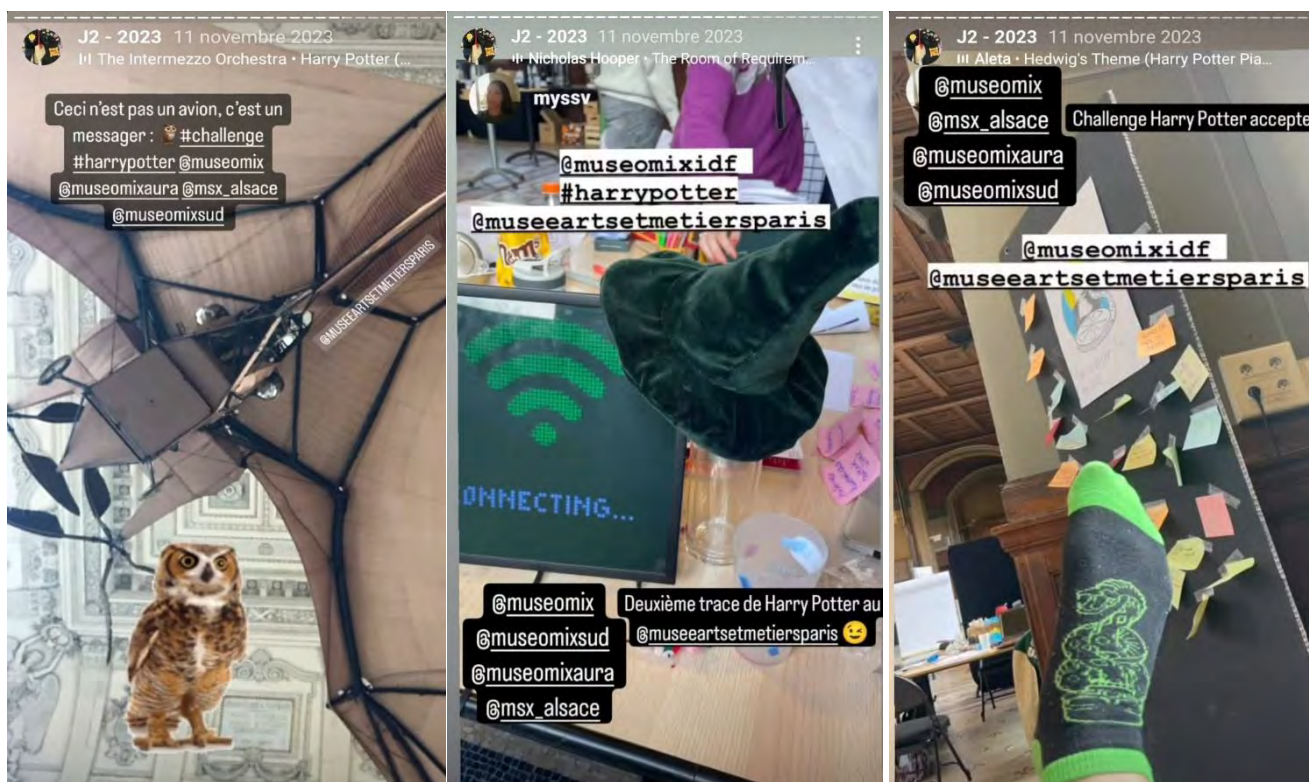 J2 - 2023 11 novembre 2023
The Intermezzo Orchestra • Harry Potter (...
Ceci n'est pas un avion, c'est un
messager : 🦉 #challenge
#harrypotter @museomix
@museomixaura @msx_alsace
@museomixsud
@MUSEEARTSETMETIERSPARIS
J2 - 2023 11 novembre 2023
Nicholas Hooper • The Room of Requirem...
myssv
@museomixidf
#harrypotter
@museeartsetmetiersparis
ONNECTING...
@museomix
@museomixsud
@museomixaura
@msx_alsace
Deuxième trace de Harry Potter au
@museeartsetmetiersparis 😉
J2 - 2023 11 novembre 2023
Aleta • Hedwig's Theme (Harry Potter Pia...
@museomix
@msx_alsace
@museomixaura
@museomixsud
Challenge Harry Potter accepte
@museomixidf
@museeartsetmetiersparis